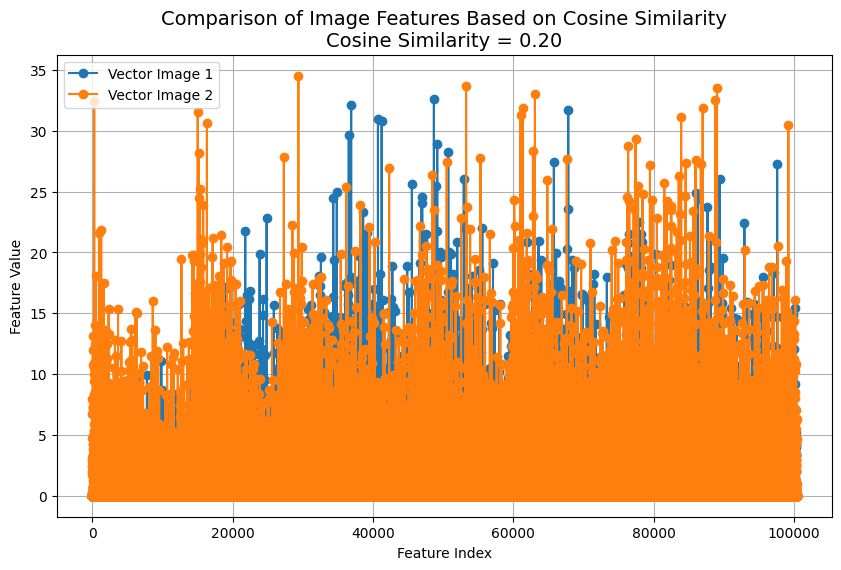 Comparison of Image Features Based on Cosine Similarity
Cosine Similarity = 0.20
Vector Image 1
Vector Image 2
Feature Value
35
30
25
20
15
10
5
0
0 20000 40000 60000 80000 100000
Feature Index